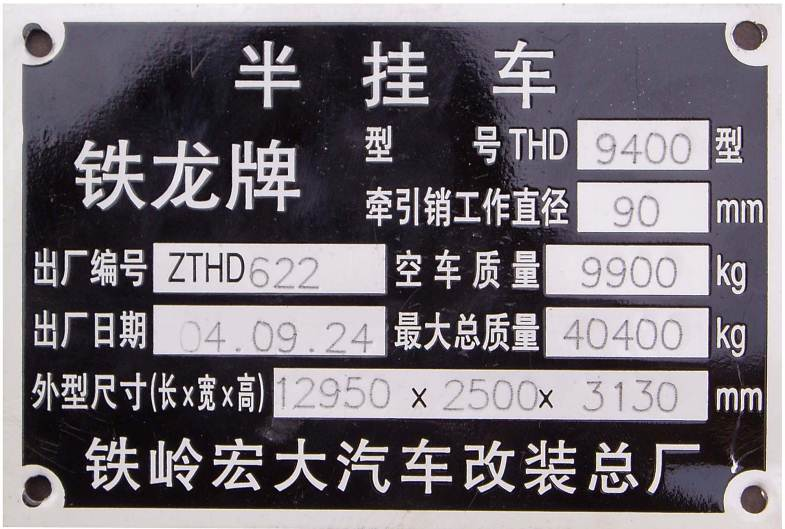 半挂车
铁龙牌
型 号THD 9400 型
牵引销工作直径 90 mm
出厂编号 ZTHD622 空车质量 9900 kg
出厂日期 04.09.24 最大总质量 40400 kg
外型尺寸(长×宽×高) 12950 × 2500 × 3130 mm
铁岭宏大汽车改装总厂